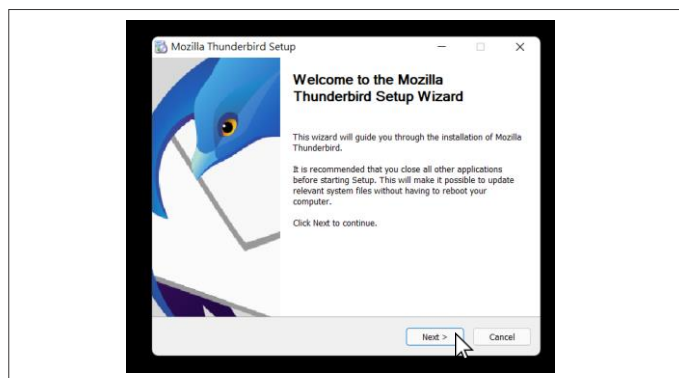 Mozilla Thunderbird Setup
Welcome to the Mozilla
Thunderbird Setup Wizard
This wizard will guide you through the installation of Mozilla
Thunderbird.
It is recommended that you close all other applications
before starting Setup. This will make it possible to update
relevant system files without having to reboot your
computer.
Click Next to continue.
Next >
Cancel